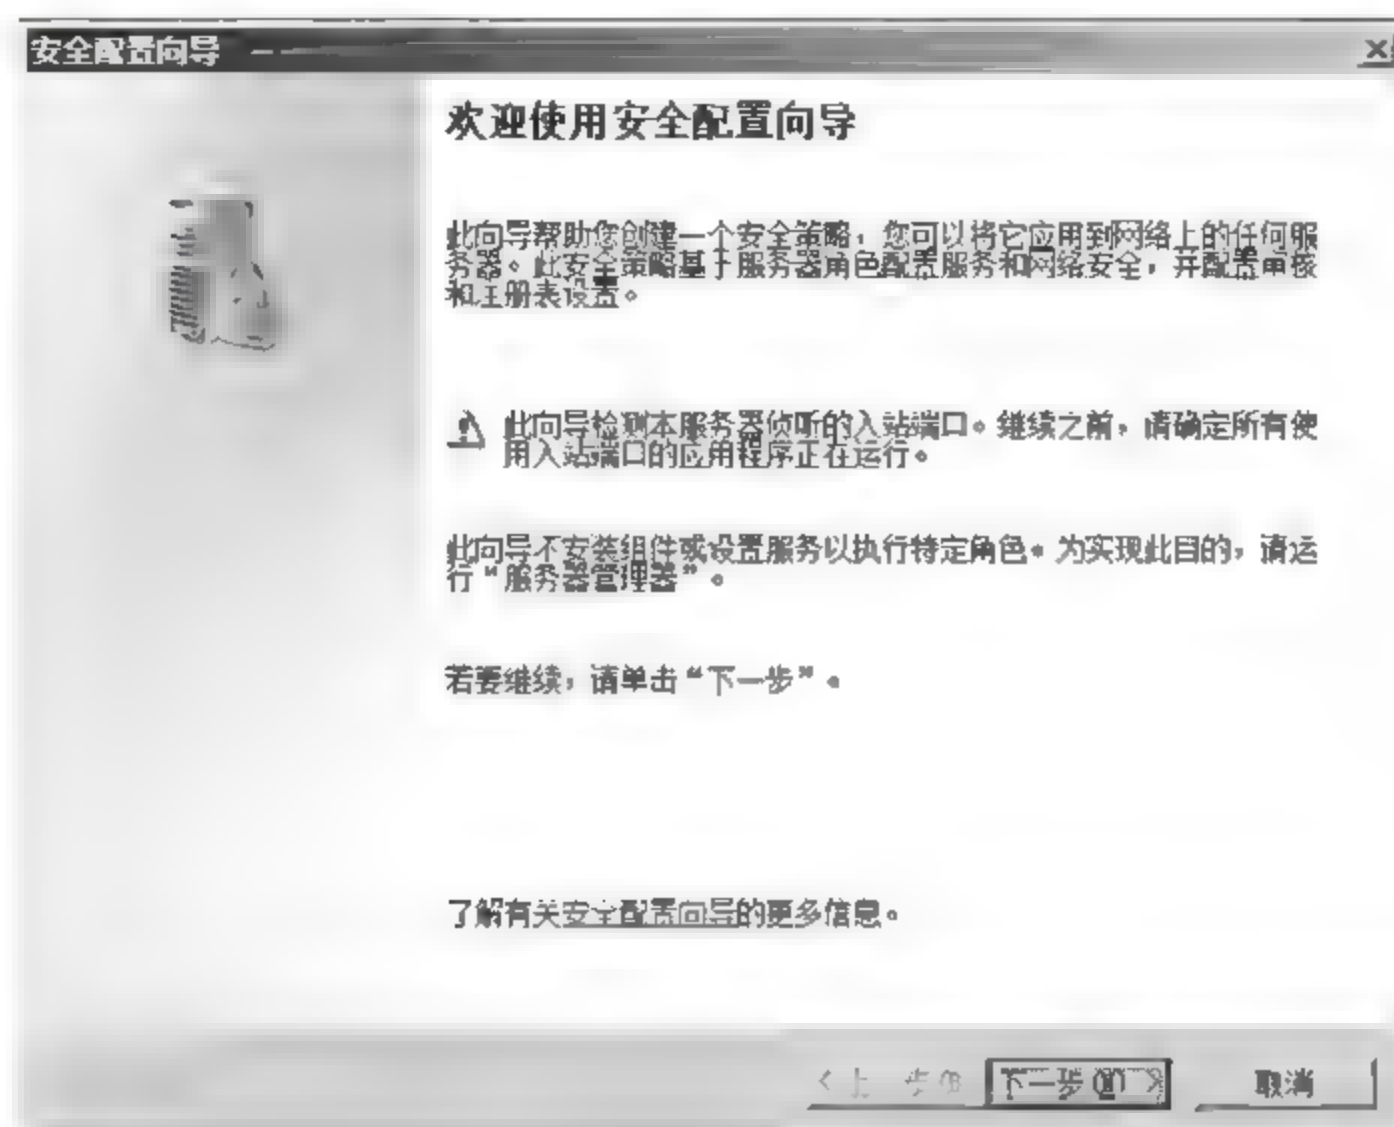 安全配置向导
欢迎使用安全配置向导
此向导帮助您创建一个安全策略，您可以将它应用到网络上的任何服
务器。此安全策略基于服务器角色配置服务和网络安全，并配置审核
和注册表设置。
此向导检测本服务器侦听的入站端口。继续之前，请确定所有使
用入站端口的应用程序正在运行。
此向导不安装组件或设置服务以执行特定角色。为实现此目的，请运
行“服务器管理器”。
若要继续，请单击“下一步”。
了解有关安全配置向导的更多信息。
<上一步(B) 下一步(N)> 取消